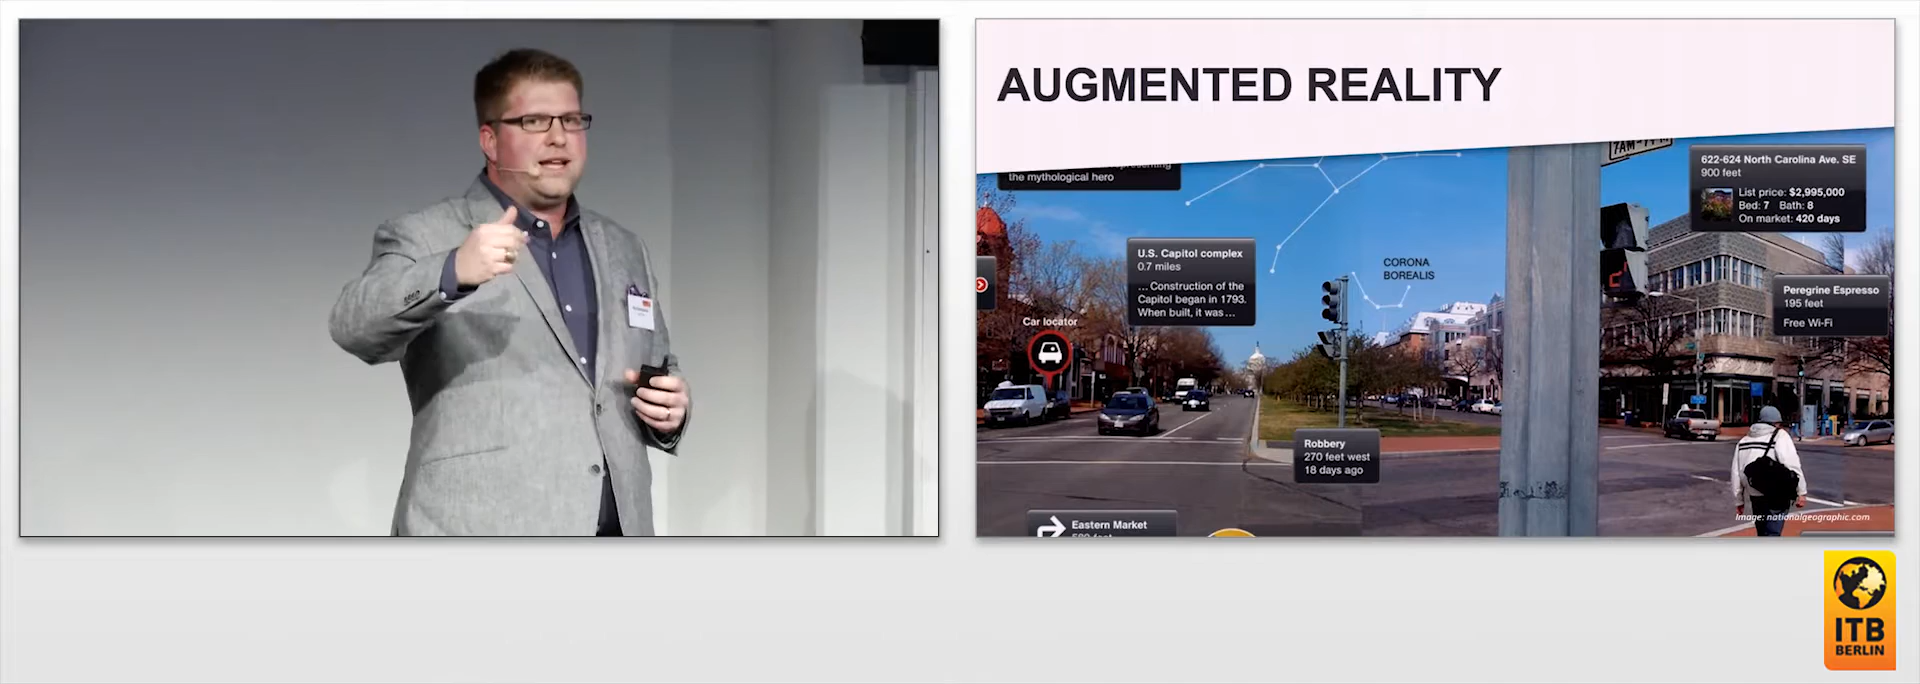 AUGMENTED REALITY
the mythological hero
622-624 North Carolina Ave. SE
900 feet
List price: $2,995,000
Bed: 7 Bath: 8
On market: 420 days
U.S. Capitol complex
0.7 miles
... Construction of the
Capitol began in 1793.
When built, it was ...
CORONA
BOREALIS
Peregrine Espresso
195 feet
Free Wi-Fi
Car locator
Robbery
270 feet west
18 days ago
Eastern Market
Image: nationalgeographic.com
ITB
BERLIN